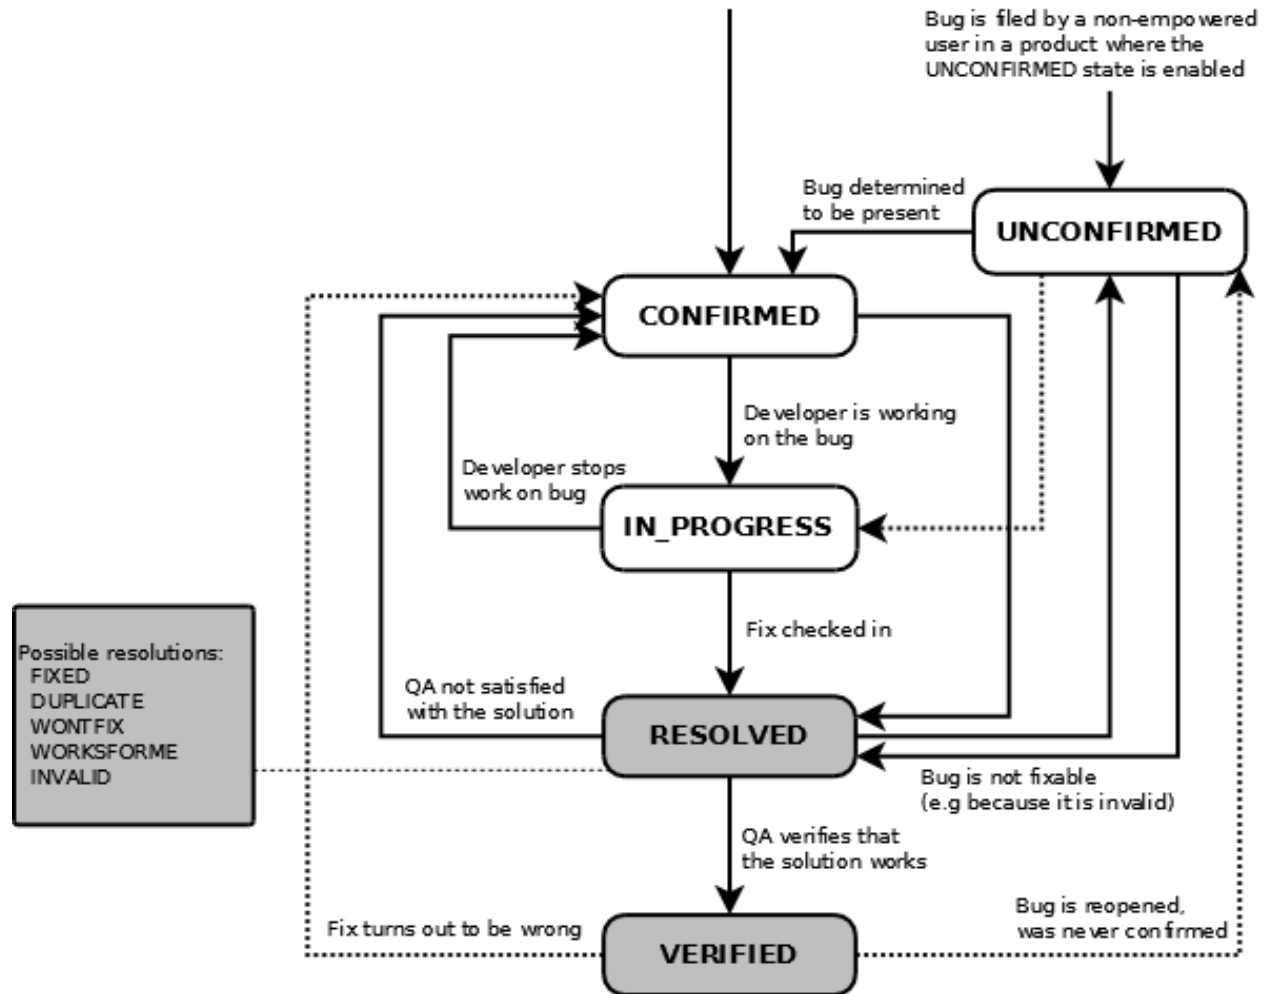 Bug is filed by a non-empowered
user in a product where the
UNCONFIRMED state is enabled
Bug determined
to be present
UNCONFIRMED
CONFIRMED
Developer is working
on the bug
Developer stops
work on bug
IN_PROGRESS
Fix checked in
Possible resolutions:
FIXED
DUPLICATE
WONTFIX
WORKSFORME
INVALID
QA not satisfied
with the solution
RESOLVED
Bug is not fixable
(e.g because it is invalid)
QA verifies that
the solution works
Fix turns out to be wrong
VERIFIED
Bug is reopened,
was never confirmed